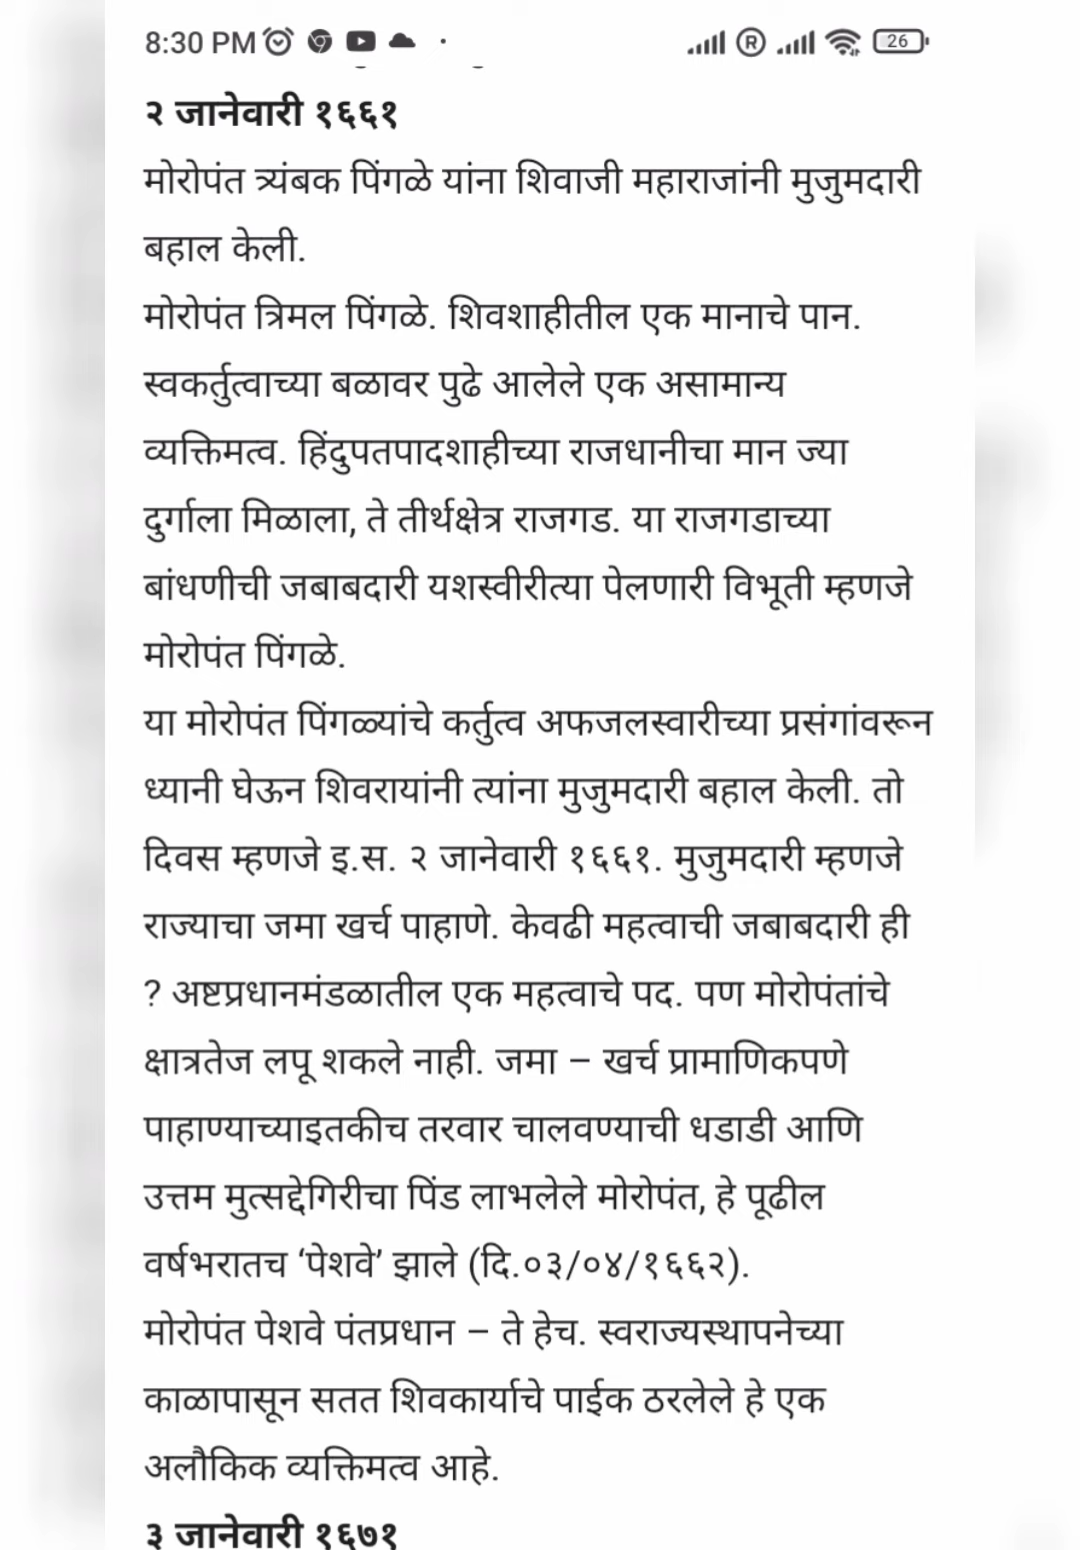 8:30 PM
R
26
२ जानेवारी १६६१
मोरोपंत त्र्यंबक पिंगळे यांना शिवाजी महाराजांनी मुजुमदारी
बहाल केली.
मोरोपंत त्रिमल पिंगळे. शिवशाहीतील एक मानाचे पान.
स्वकर्तुत्वाच्या बळावर पुढे आलेले एक असामान्य
व्यक्तिमत्व. हिंदुपतपादशाहीच्या राजधानीचा मान ज्या
दुर्गाला मिळाला, ते तीर्थक्षेत्र राजगड. या राजगडाच्या
बांधणीची जबाबदारी यशस्वीरीत्या पेलणारी विभूती म्हणजे
मोरोपंत पिंगळे.
या मोरोपंत पिंगळ्यांचे कर्तुत्व अफजलस्वारीच्या प्रसंगांवरून
ध्यानी घेऊन शिवरायांनी त्यांना मुजुमदारी बहाल केली. तो
दिवस म्हणजे इ.स. २ जानेवारी १६६१. मुजुमदारी म्हणजे
राज्याचा जमा खर्च पाहाणे. केवढी महत्वाची जबाबदारी ही
? अष्टप्रधानमंडळातील एक महत्वाचे पद. पण मोरोपंतांचे
क्षात्रतेज लपू शकले नाही. जमा – खर्च प्रामाणिकपणे
पाहाण्याच्याइतकीच तरवार चालवण्याची धडाडी आणि
उत्तम मुत्सद्देगिरीचा पिंड लाभलेले मोरोपंत, हे पूढील
वर्षभरातच ‘पेशवे’ झाले (दि.०३/०४/१६६२).
मोरोपंत पेशवे पंतप्रधान – ते हेच. स्वराज्यस्थापनेच्या
काळापासून सतत शिवकार्याचे पाईक ठरलेले हे एक
अलौकिक व्यक्तिमत्व आहे.
३ जानेवारी १६७१